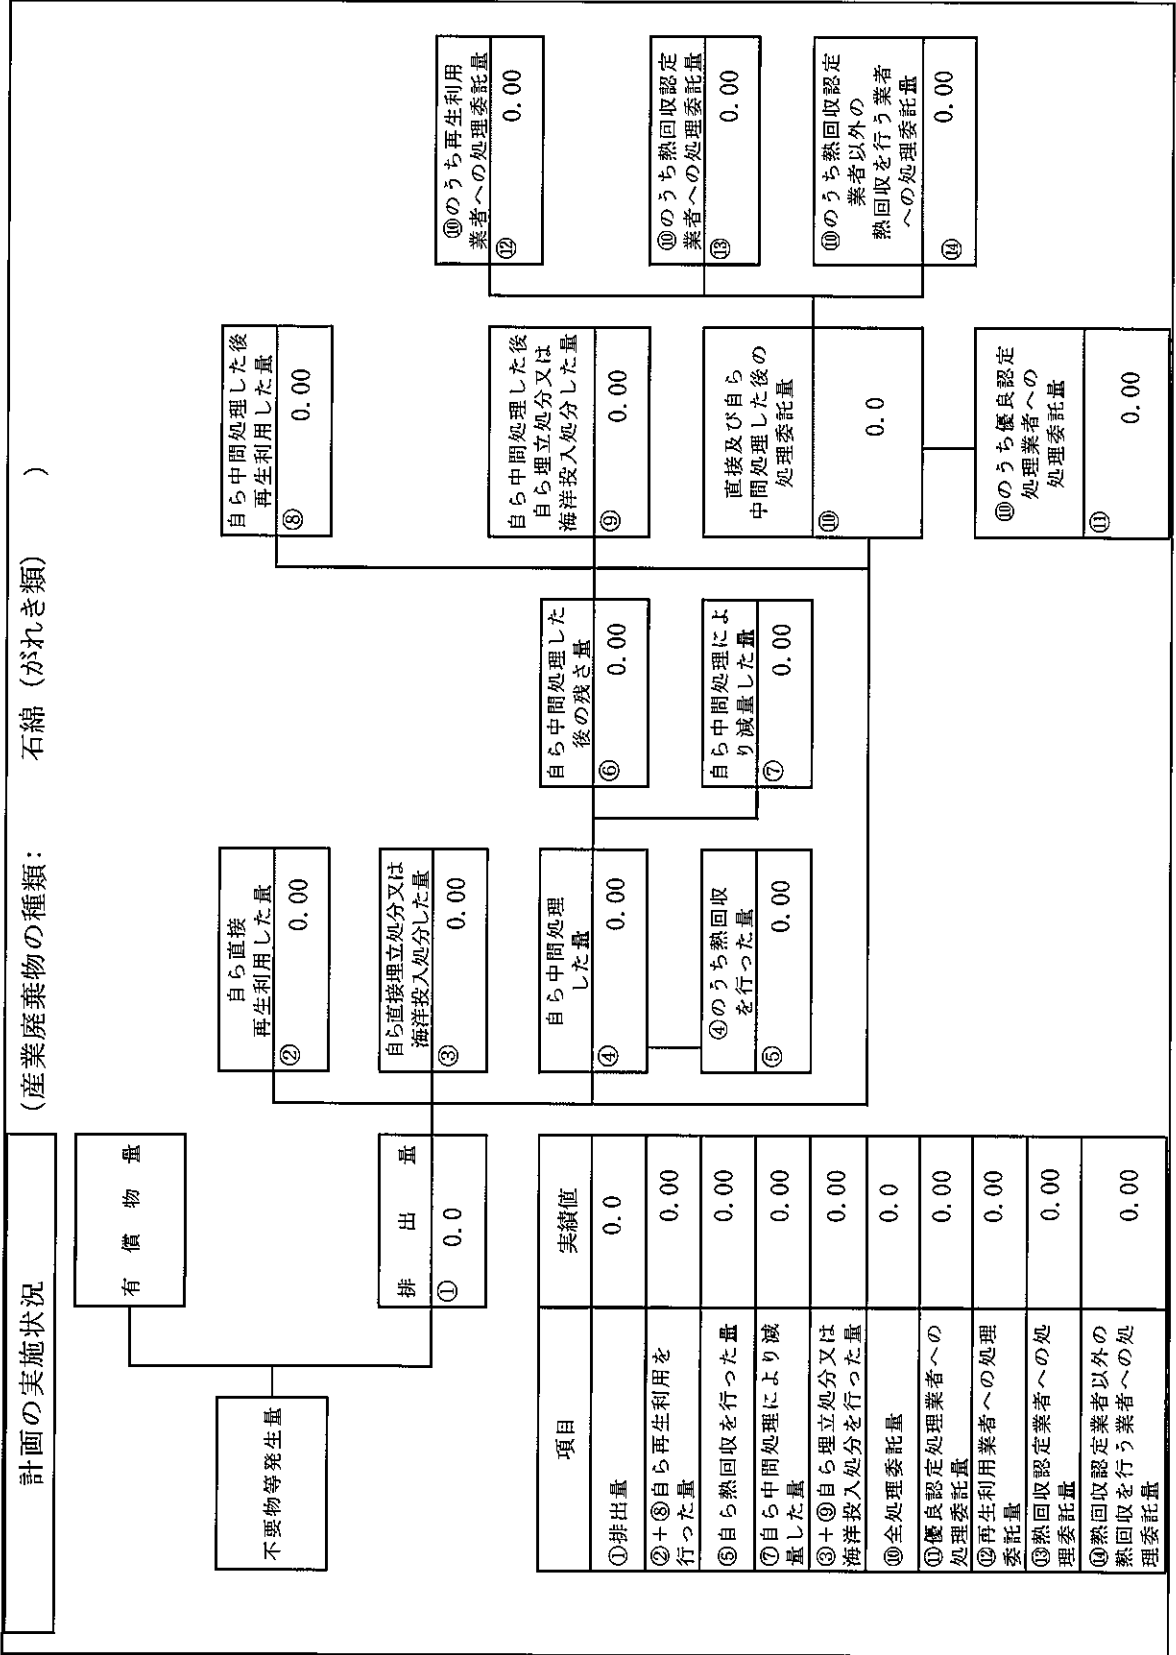 計画の実施状況
(産業廃棄物の種類: 石綿 (がれき類) )
不要物等発生量
有 償 物 量
排 出 量
① 0.0
自ら直接
再生利用した量
② 0.00
自ら直接埋立処分又は
海洋投入処分した量
③ 0.00
自ら中間処理
した量
④ 0.00
④のうち熱回収
を行った量
⑤ 0.00
自ら中間処理した
後の残さ量
⑥ 0.00
自ら中間処理によ
り減量した量
⑦ 0.00
自ら中間処理した後
再生利用した量
⑧ 0.00
自ら中間処理した後
自ら埋立処分又は
海洋投入処分した量
⑨ 0.00
直接及び自ら
中間処理した後の
処理委託量
⑩ 0.0
⑩のうち優良認定
処理業者への
処理委託量
⑪ 0.00
⑩のうち再生利用
業者への処理委託量
⑫ 0.00
⑩のうち熱回収認定
業者への処理委託量
⑬ 0.00
⑩のうち熱回収認定
業者以外の
熱回収を行う業者
への処理委託量
⑭ 0.00
項目 実績値
①排出量 0.0
②+⑧自ら再生利用を
行った量 0.00
⑤自ら熱回収を行った量 0.00
⑦自ら中間処理により減
量した量 0.00
③+⑨自ら埋立処分又は
海洋投入処分を行った量 0.00
⑩全処理委託量 0.0
⑪優良認定処理業者への
処理委託量 0.00
⑫再生利用業者への処理
委託量 0.00
⑬熱回収認定業者への処
理委託量 0.00
⑭熱回収認定業者以外の
熱回収を行う業者への処
理委託量 0.00